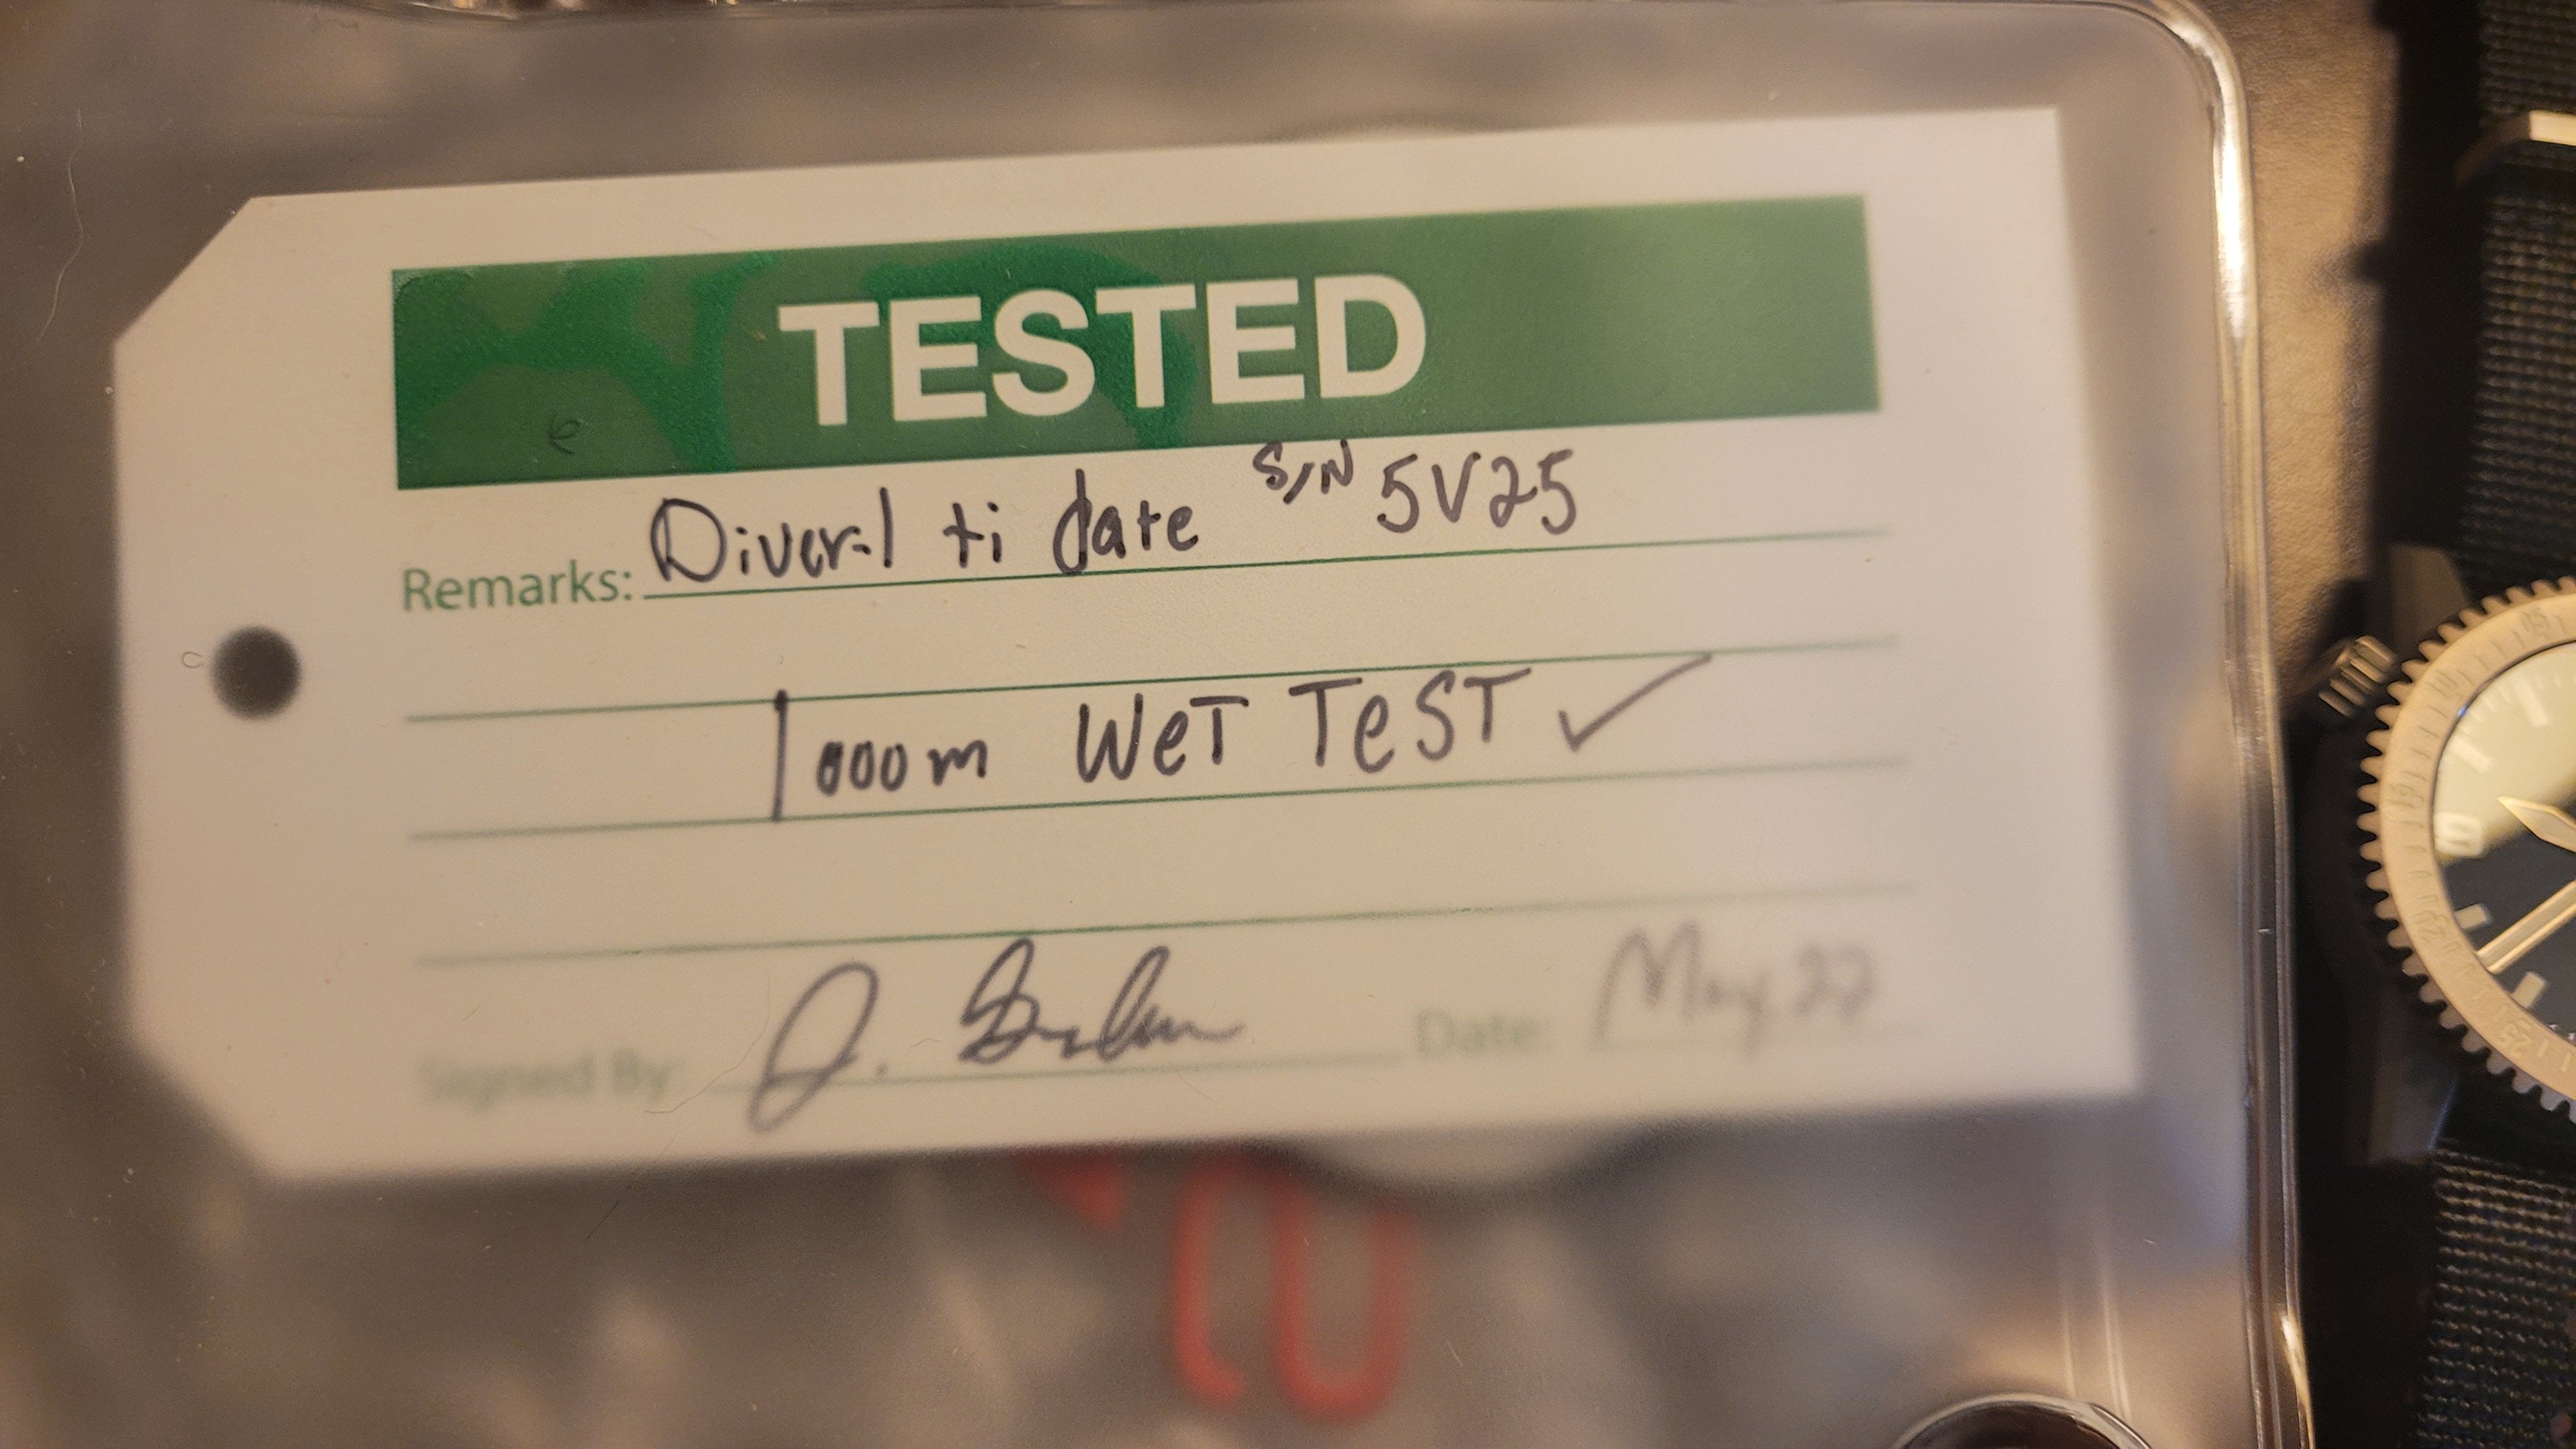 TESTED
Remarks: Diver-1 ti date S/N 5V25
1000m WeT TeST ✓
Signed By: J. Date: May 22